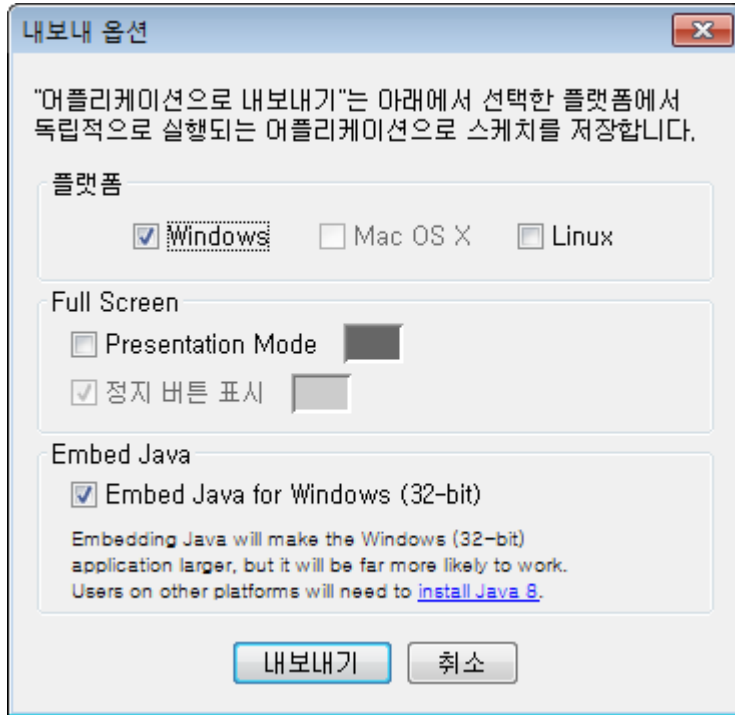 내보내 옵션
"어플리케이션으로 내보내기"는 아래에서 선택한 플랫폼에서
독립적으로 실행되는 어플리케이션으로 스케치를 저장합니다.
플랫폼
Windows Mac OS X Linux
Full Screen
Presentation Mode
정지 버튼 표시
Embed Java
Embed Java for Windows (32-bit)
Embedding Java will make the Windows (32-bit)
application larger, but it will be far more likely to work.
Users on other platforms will need to install Java 8.
내보내기 취소